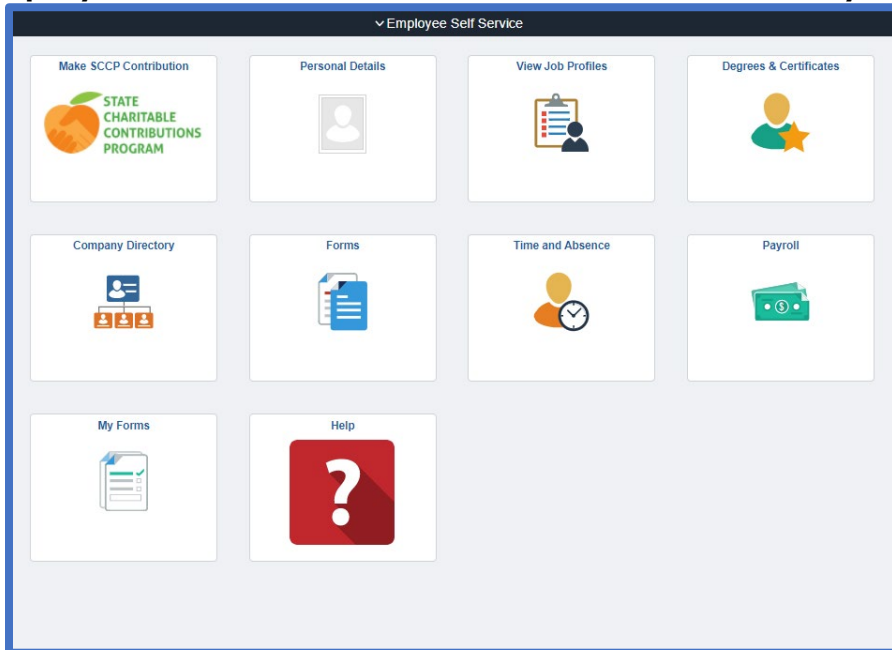 Employee Self Service
Make SCCP Contribution
Personal Details
View Job Profiles
Degrees & Certificates
STATE
CHARITABLE
CONTRIBUTIONS
PROGRAM
Company Directory
Forms
Time and Absence
Payroll
$
My Forms
Help
?